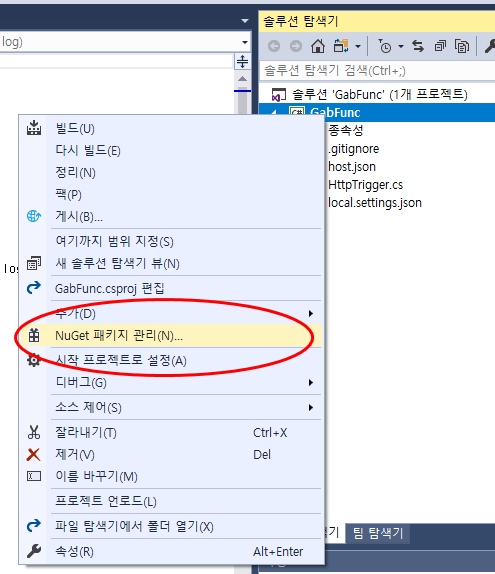 log)
솔루션 탐색기
솔루션 탐색기 검색(Ctrl+;)
솔루션 'GabFunc' (1개 프로젝트)
GabFunc
종속성
.gitignore
host.json
HttpTrigger.cs
local.settings.json
빌드(U)
다시 빌드(E)
정리(N)
팩(P)
게시(B)...
여기까지 범위 지정(S)
새 솔루션 탐색기 뷰(N)
GabFunc.csproj 편집
추가(D)
NuGet 패키지 관리(N)...
시작 프로젝트로 설정(A)
디버그(G)
소스 제어(S)
잘라내기(T) Ctrl+X
제거(V) Del
이름 바꾸기(M)
프로젝트 언로드(L)
파일 탐색기에서 폴더 열기(X)
속성(R) Alt+Enter
팀 탐색기